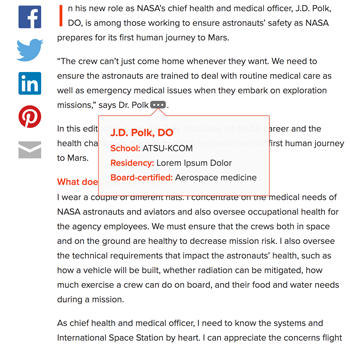 In his new role as NASA's chief health and medical officer, J.D. Polk,
DO, is among those working to ensure astronauts' safety as NASA
prepares for its first human journey to Mars.
"The crew can't just come home whenever they want. We need to
ensure the astronauts are trained to deal with routine medical care as
well as emergency medical issues when they embark on exploration
missions," says Dr. Polk ••• .
In this edit
career and the
health cha
first human journey
to Mars.
J.D. Polk, DO
School: ATSU-KCOM
Residency: Lorem Ipsum Dolor
Board-certified: Aerospace medicine
What doe
I wear a couple of different hats. I concentrate on the medical needs of
NASA astronauts and aviators and also oversee occupational health for
the agency employees. We must ensure that the crews both in space
and on the ground are healthy to decrease mission risk. I also oversee
the technical requirements that impact the astronauts' health, such as
how a vehicle will be built, whether radiation can be mitigated, how
much exercise a crew can do on board, and their food and water needs
during a mission.
As chief health and medical officer, I need to know the systems and
International Space Station by heart. I can appreciate the concerns flight